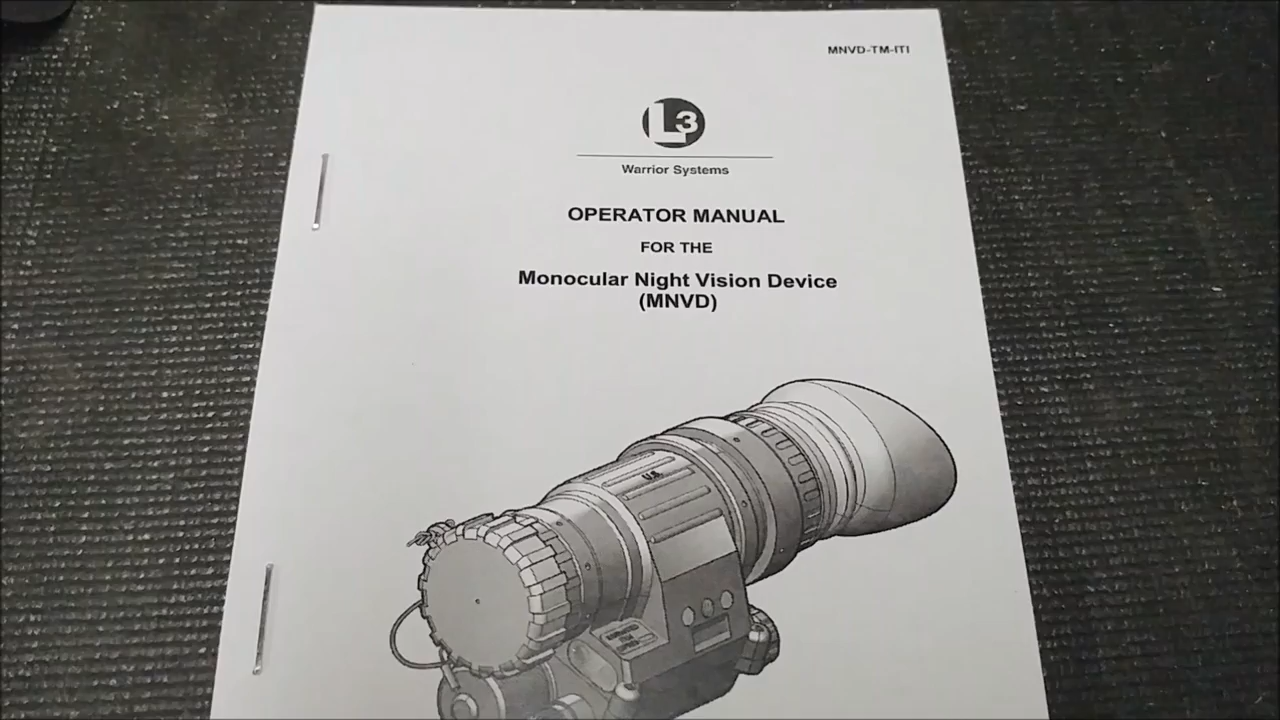 MNVD-TM-ITI
L3
Warrior Systems
OPERATOR MANUAL
FOR THE
Monocular Night Vision Device
(MNVD)